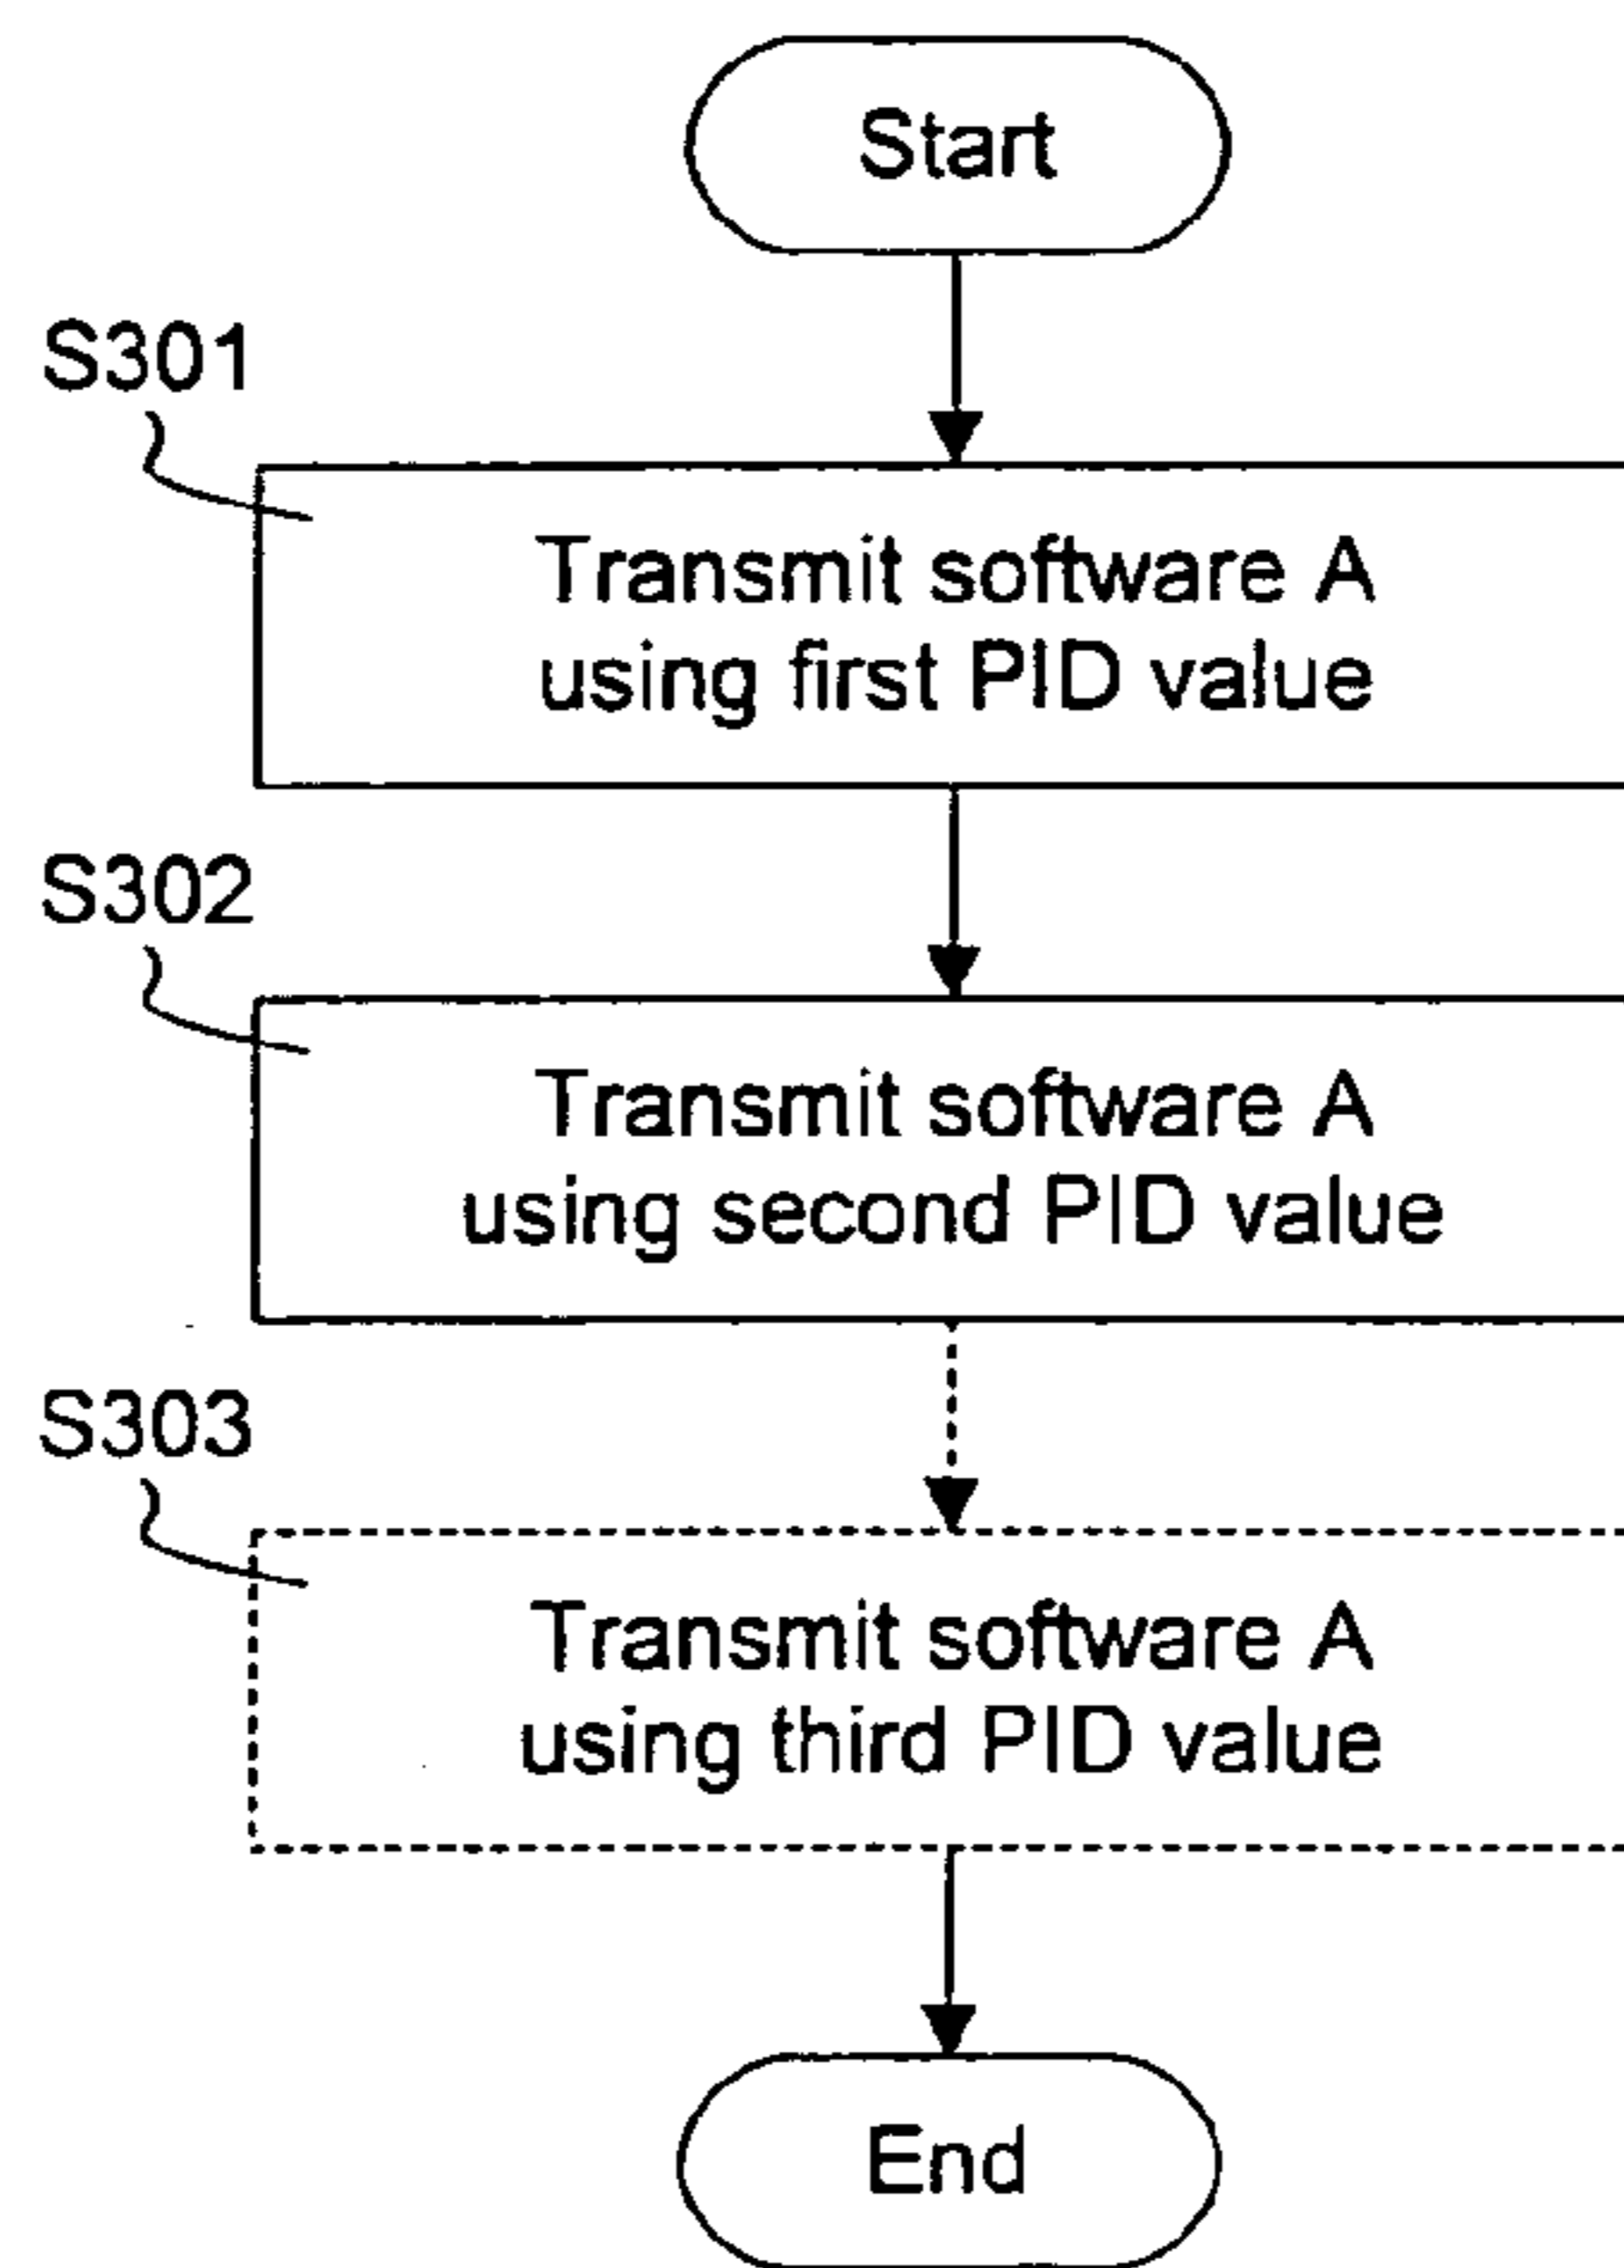 Start
S301
Transmit software A
using first PID value
S302
Transmit software A
using second PID value
S303
Transmit software A
using third PID value
End